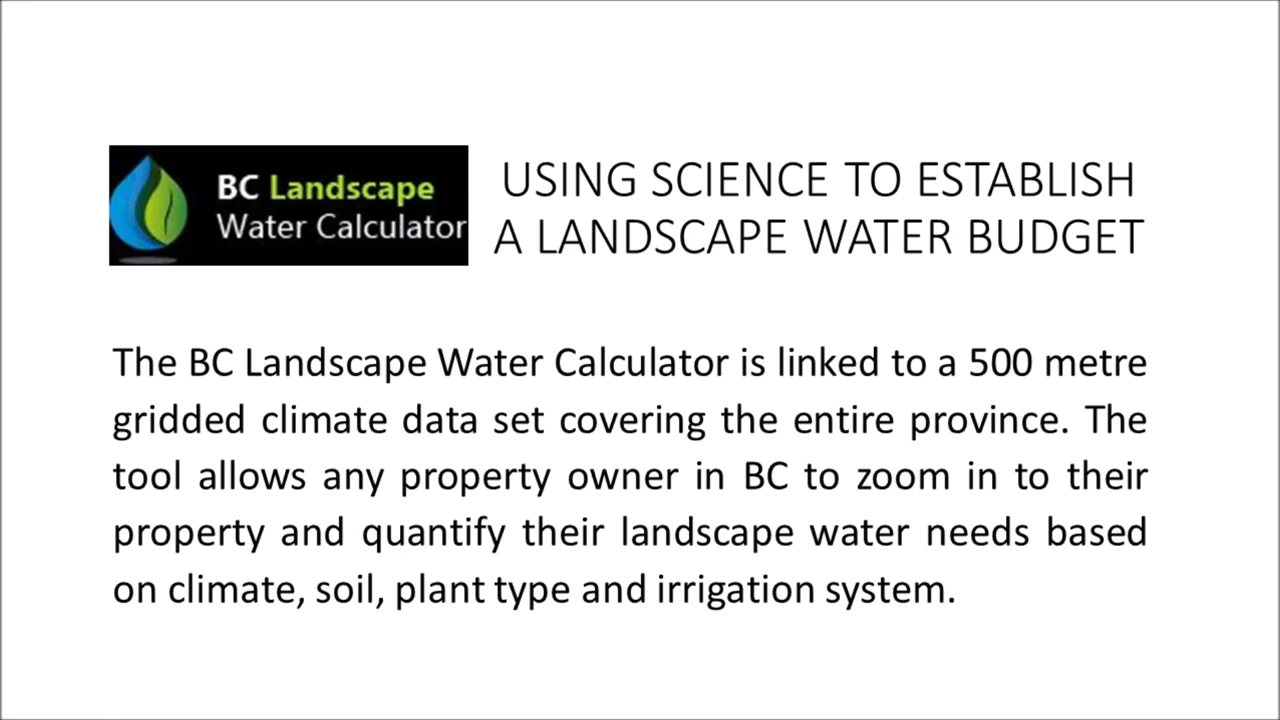 BC Landscape
Water Calculator
USING SCIENCE TO ESTABLISH
A LANDSCAPE WATER BUDGET
The BC Landscape Water Calculator is linked to a 500 metre
gridded climate data set covering the entire province. The
tool allows any property owner in BC to zoom in to their
property and quantify their landscape water needs based
on climate, soil, plant type and irrigation system.